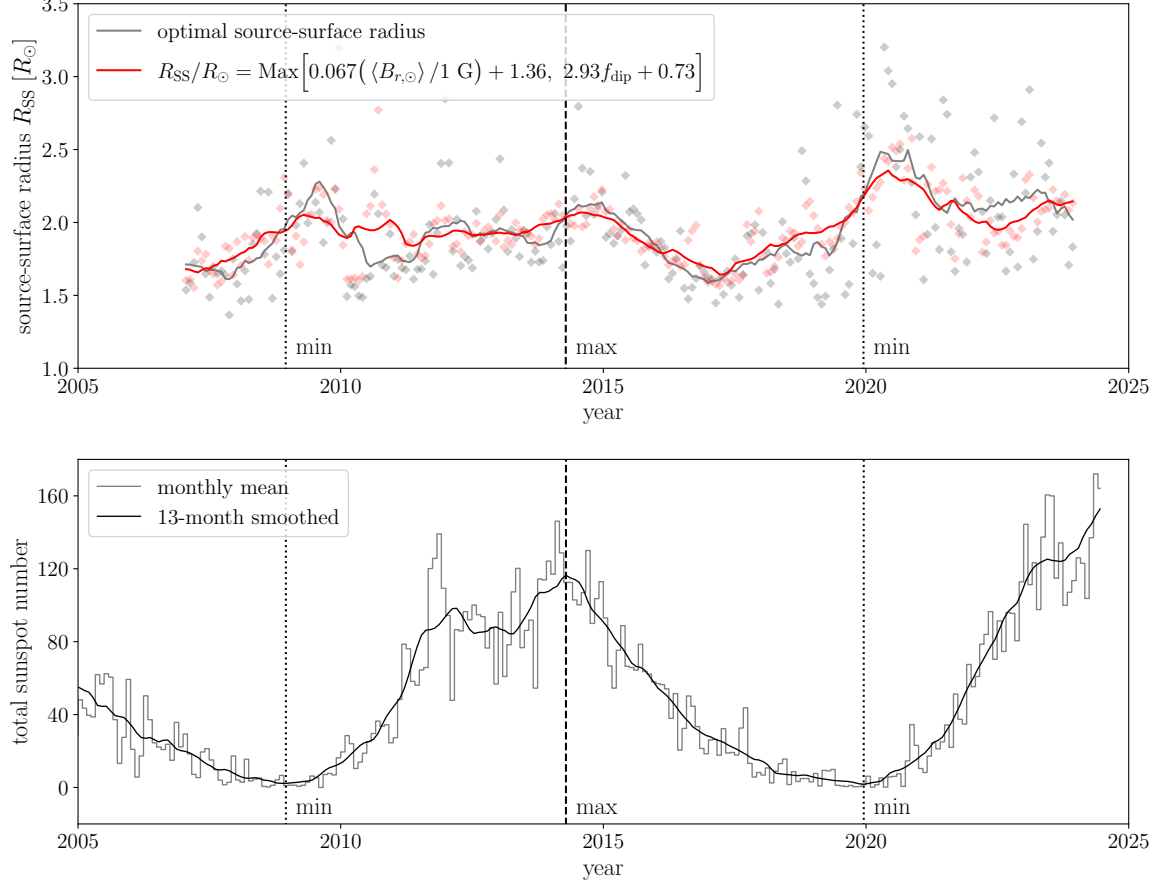 3.5
3.0
2.5
2.0
1.5
1.0
source-surface radius R_SS [R_⊙]
optimal source-surface radius
R_SS/R_⊙ = Max[0.067(⟨B_r,⊙⟩/1 G) + 1.36, 2.93f_dip + 0.73]
min
max
min
2005
2010
2015
2020
2025
year
160
120
80
40
0
total sunspot number
monthly mean
13-month smoothed
min
max
min
2005
2010
2015
2020
2025
year